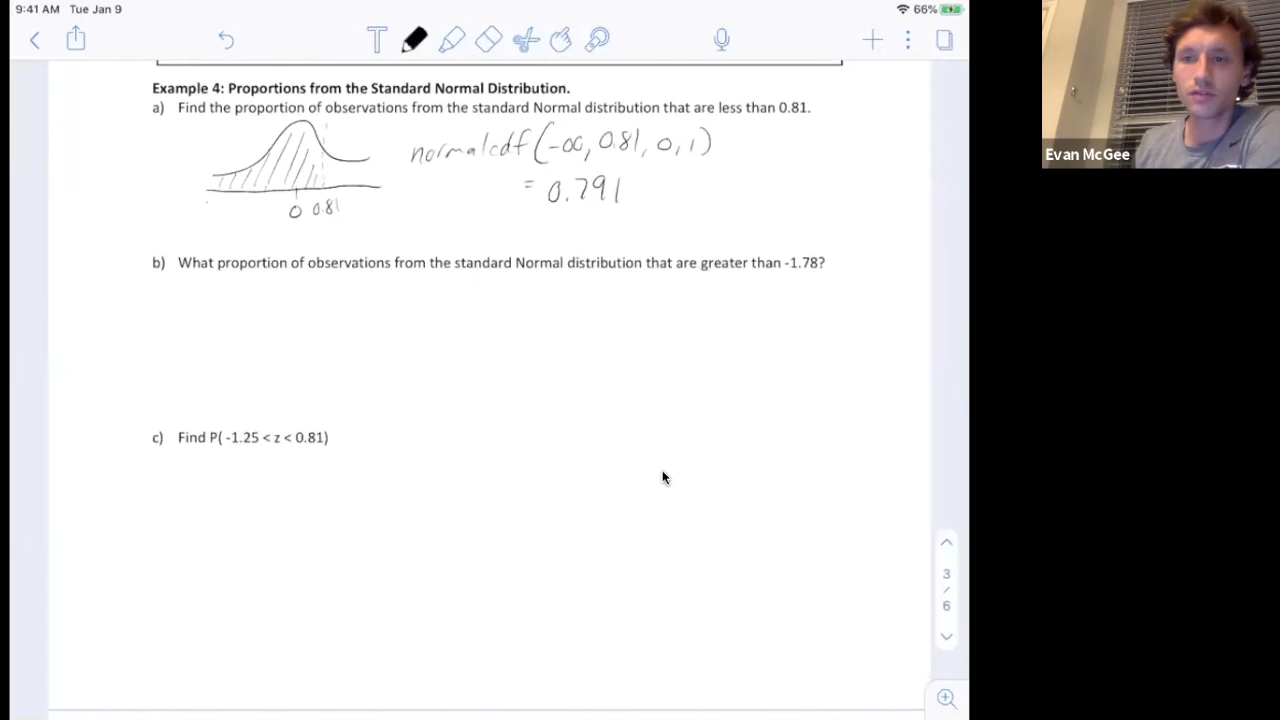 9:41 AM Tue Jan 9
66%
Example 4: Proportions from the Standard Normal Distribution.
a) Find the proportion of observations from the standard Normal distribution that are less than 0.81.
normalcdf (-∞, 0.81, 0, 1)
= 0.791
0 0.81
b) What proportion of observations from the standard Normal distribution that are greater than -1.78?
c) Find P( -1.25 < z < 0.81)
3
/
6
Evan McGee
T